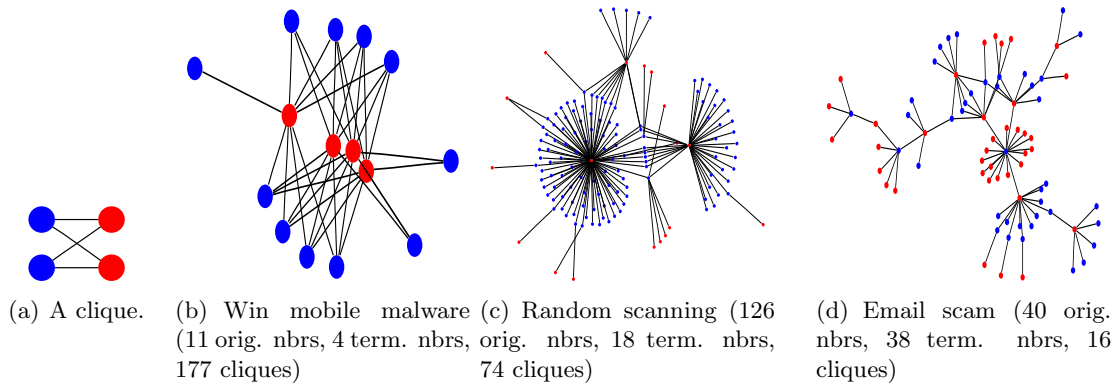 (a) A clique.
(b) Win mobile malware
(11 orig. nbrs, 4 term. nbrs,
177 cliques)
(c) Random scanning (126
orig. nbrs, 18 term. nbrs,
74 cliques)
(d) Email scam (40 orig.
nbrs, 38 term. nbrs, 16
cliques)